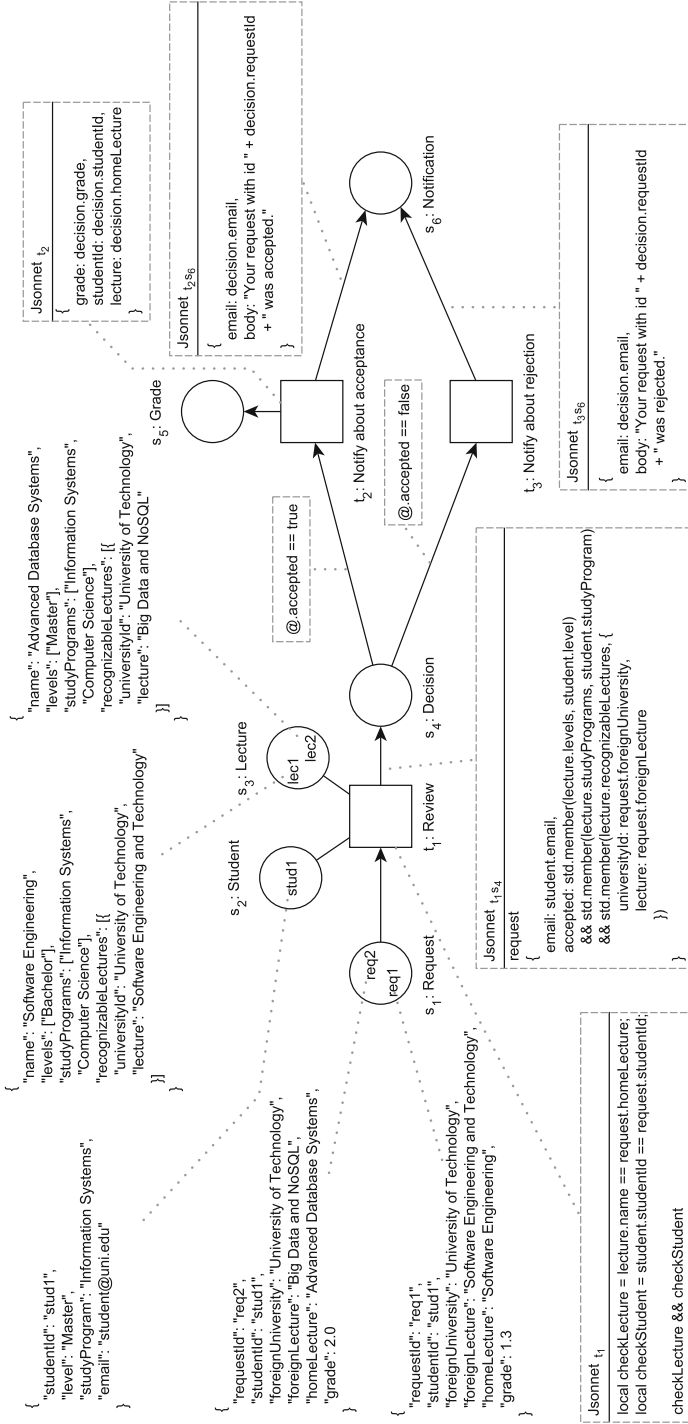 {
"studentId": "stud1",
"level": "Master",
"studyProgram": "Information Systems",
"email": "student@uni.edu"
}
{
"name": "Software Engineering",
"levels": ["Bachelor"],
"studyPrograms": ["Information Systems",
"Computer Science"],
"recognizableLectures": [{
"universityId": "University of Technology",
"lecture": "Software Engineering and Technology"
}]
}
{
"name": "Advanced Database Systems",
"levels": ["Master"],
"studyPrograms": ["Information Systems",
"Computer Science"],
"recognizableLectures": [{
"universityId": "University of Technology",
"lecture": "Big Data and NoSQL"
}]
}
{
"requestId": "req2",
"studentId": "stud1",
"foreignUniversity": "University of Technology",
"foreignLecture": "Big Data and NoSQL",
"homeLecture": "Advanced Database Systems",
"grade": 2.0
}
{
"requestId": "req1",
"studentId": "stud1",
"foreignUniversity": "University of Technology",
"foreignLecture": "Software Engineering and Technology",
"homeLecture": "Software Engineering",
"grade": 1.3
}
s2: Student
stud1
s3: Lecture
lec1
lec2
req2
req1
s1: Request
t1: Review
s4: Decision
@.accepted == true
@.accepted == false
s5: Grade
t2: Notify about acceptance
t3: Notify about rejection
s6: Notification
Jsonnet t2
{
grade: decision.grade,
studentId: decision.studentId,
lecture: decision.homeLecture
}
Jsonnet t2s6
{
email: decision.email,
body: "Your request with id " + decision.requestId
+ " was accepted."
}
Jsonnet t1
local checkLecture = lecture.name == request.homeLecture;
local checkStudent = student.studentId == request.studentId;
checkLecture && checkStudent
Jsonnet t1s4
request
{
email: student.email,
accepted: std.member(lecture.levels, student.level)
&& std.member(lecture.studyPrograms, student.studyProgram)
&& std.member(lecture.recognizableLectures, {
universityId: request.foreignUniversity,
lecture: request.foreignLecture
})
}
Jsonnet t3s6
{
email: decision.email,
body: "Your request with id " + decision.requestId
+ " was rejected."
}